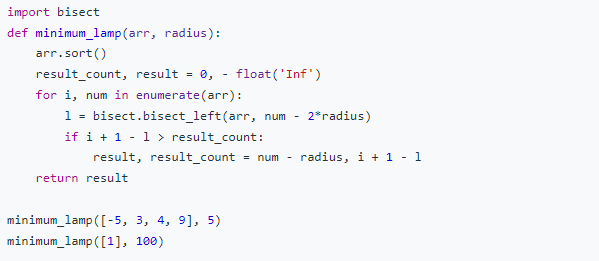 import bisect
def minimum_lamp(arr, radius):
    arr.sort()
    result_count, result = 0, - float('Inf')
    for i, num in enumerate(arr):
        l = bisect.bisect_left(arr, num - 2*radius)
        if i + 1 - l > result_count:
            result, result_count = num - radius, i + 1 - l
    return result

minimum_lamp([-5, 3, 4, 9], 5)
minimum_lamp([1], 100)